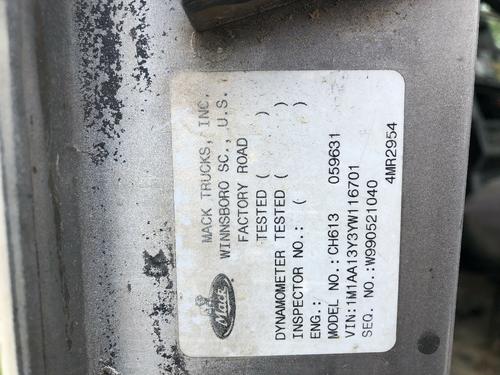 Mack
MACK TRUCKS, INC.
WINNSBORO SC., U.S.
FACTORY ROAD
TESTED ( )
DYNAMOMETER TESTED ( )
INSPECTOR NO.: ( )
ENG.:
MODEL NO.: CH613 059631
VIN:1M1AA13Y3YW116701
SEQ. NO.:W990521040
4MR2954